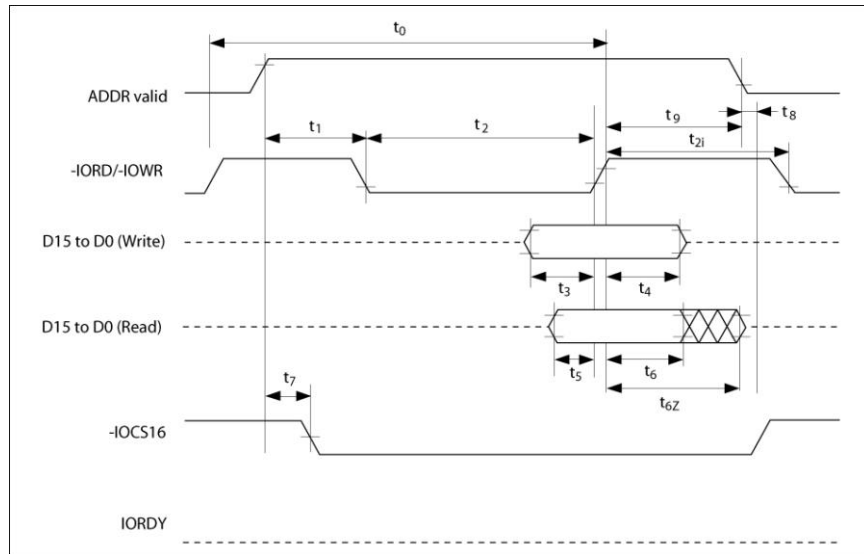 t0
ADDR valid
t9
t8
t1
t2
t2i
-IORD/-IOWR
D15 to D0 (Write)
t3
t4
D15 to D0 (Read)
t5
t6
t7
t6Z
-IOCS16
IORDY